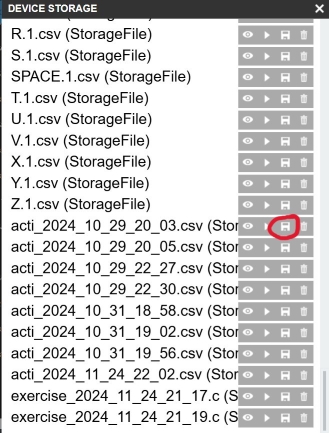 DEVICE STORAGE
R.1.csv (StorageFile)
S.1.csv (StorageFile)
SPACE.1.csv (StorageFile)
T.1.csv (StorageFile)
U.1.csv (StorageFile)
V.1.csv (StorageFile)
X.1.csv (StorageFile)
Y.1.csv (StorageFile)
Z.1.csv (StorageFile)
acti_2024_10_29_20_03.csv (Stor
acti_2024_10_29_20_05.csv (Stor
acti_2024_10_29_22_27.csv (Stor
acti_2024_10_29_22_30.csv (Stor
acti_2024_10_31_18_58.csv (Stor
acti_2024_10_31_19_02.csv (Stor
acti_2024_10_31_19_56.csv (Stor
acti_2024_11_24_22_02.csv (Stor
exercise_2024_11_24_21_17.c (S
exercise_2024_11_24_21_19.c (S